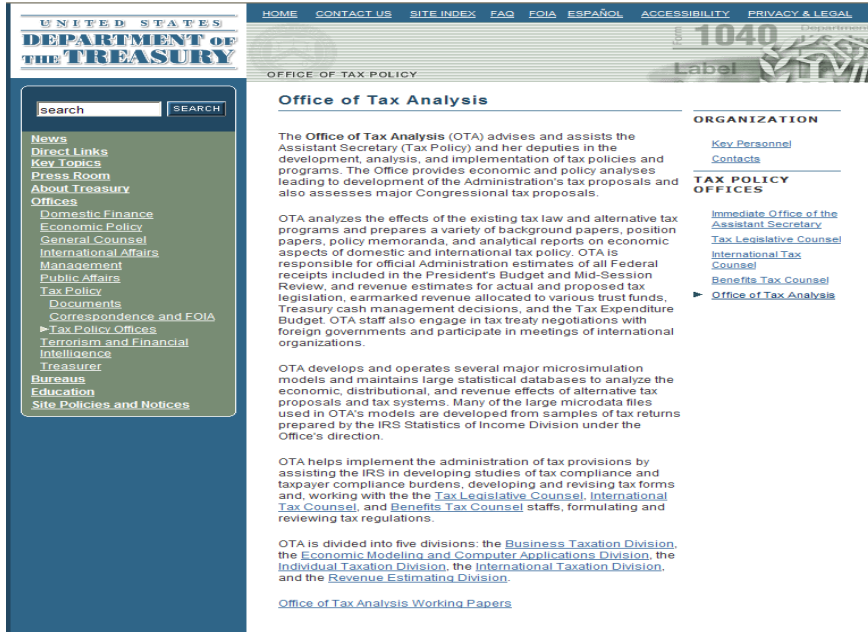 HOME CONTACT US SITE INDEX FAQ FOIA ESPAÑOL ACCESSIBILITY PRIVACY & LEGAL
UNITED STATES
DEPARTMENT OF
THE TREASURY
Form
1040
Department
Label
OFFICE OF TAX POLICY
search SEARCH
News
Direct Links
Key Topics
Press Room
About Treasury
Offices
Domestic Finance
Economic Policy
General Counsel
International Affairs
Management
Public Affairs
Tax Policy
Documents
Correspondence and FOIA
►Tax Policy Offices
Terrorism and Financial
Intelligence
Treasurer
Bureaus
Education
Site Policies and Notices
Office of Tax Analysis
The Office of Tax Analysis (OTA) advises and assists the
Assistant Secretary (Tax Policy) and her deputies in the
development, analysis, and implementation of tax policies and
programs. The Office provides economic and policy analyses
leading to development of the Administration's tax proposals and
also assesses major Congressional tax proposals.
OTA analyzes the effects of the existing tax law and alternative tax
programs and prepares a variety of background papers, position
papers, policy memoranda, and analytical reports on economic
aspects of domestic and international tax policy. OTA is
responsible for official Administration estimates of all Federal
receipts included in the President's Budget and Mid-Session
Review, and revenue estimates for actual and proposed tax
legislation, earmarked revenue allocated to various trust funds,
Treasury cash management decisions, and the Tax Expenditure
Budget. OTA staff also engage in tax treaty negotiations with
foreign governments and participate in meetings of international
organizations.
OTA develops and operates several major microsimulation
models and maintains large statistical databases to analyze the
economic, distributional, and revenue effects of alternative tax
proposals and tax systems. Many of the large microdata files
used in OTA's models are developed from samples of tax returns
prepared by the IRS Statistics of Income Division under the
Office's direction.
OTA helps implement the administration of tax provisions by
assisting the IRS in developing studies of tax compliance and
taxpayer compliance burdens, developing and revising tax forms
and, working with the the Tax Legislative Counsel, International
Tax Counsel, and Benefits Tax Counsel staffs, formulating and
reviewing tax regulations.
OTA is divided into five divisions: the Business Taxation Division,
the Economic Modeling and Computer Applications Division, the
Individual Taxation Division, the International Taxation Division,
and the Revenue Estimating Division.
Office of Tax Analysis Working Papers
ORGANIZATION
Key Personnel
Contacts
TAX POLICY
OFFICES
Immediate Office of the
Assistant Secretary
Tax Legislative Counsel
International Tax
Counsel
Benefits Tax Counsel
► Office of Tax Analysis